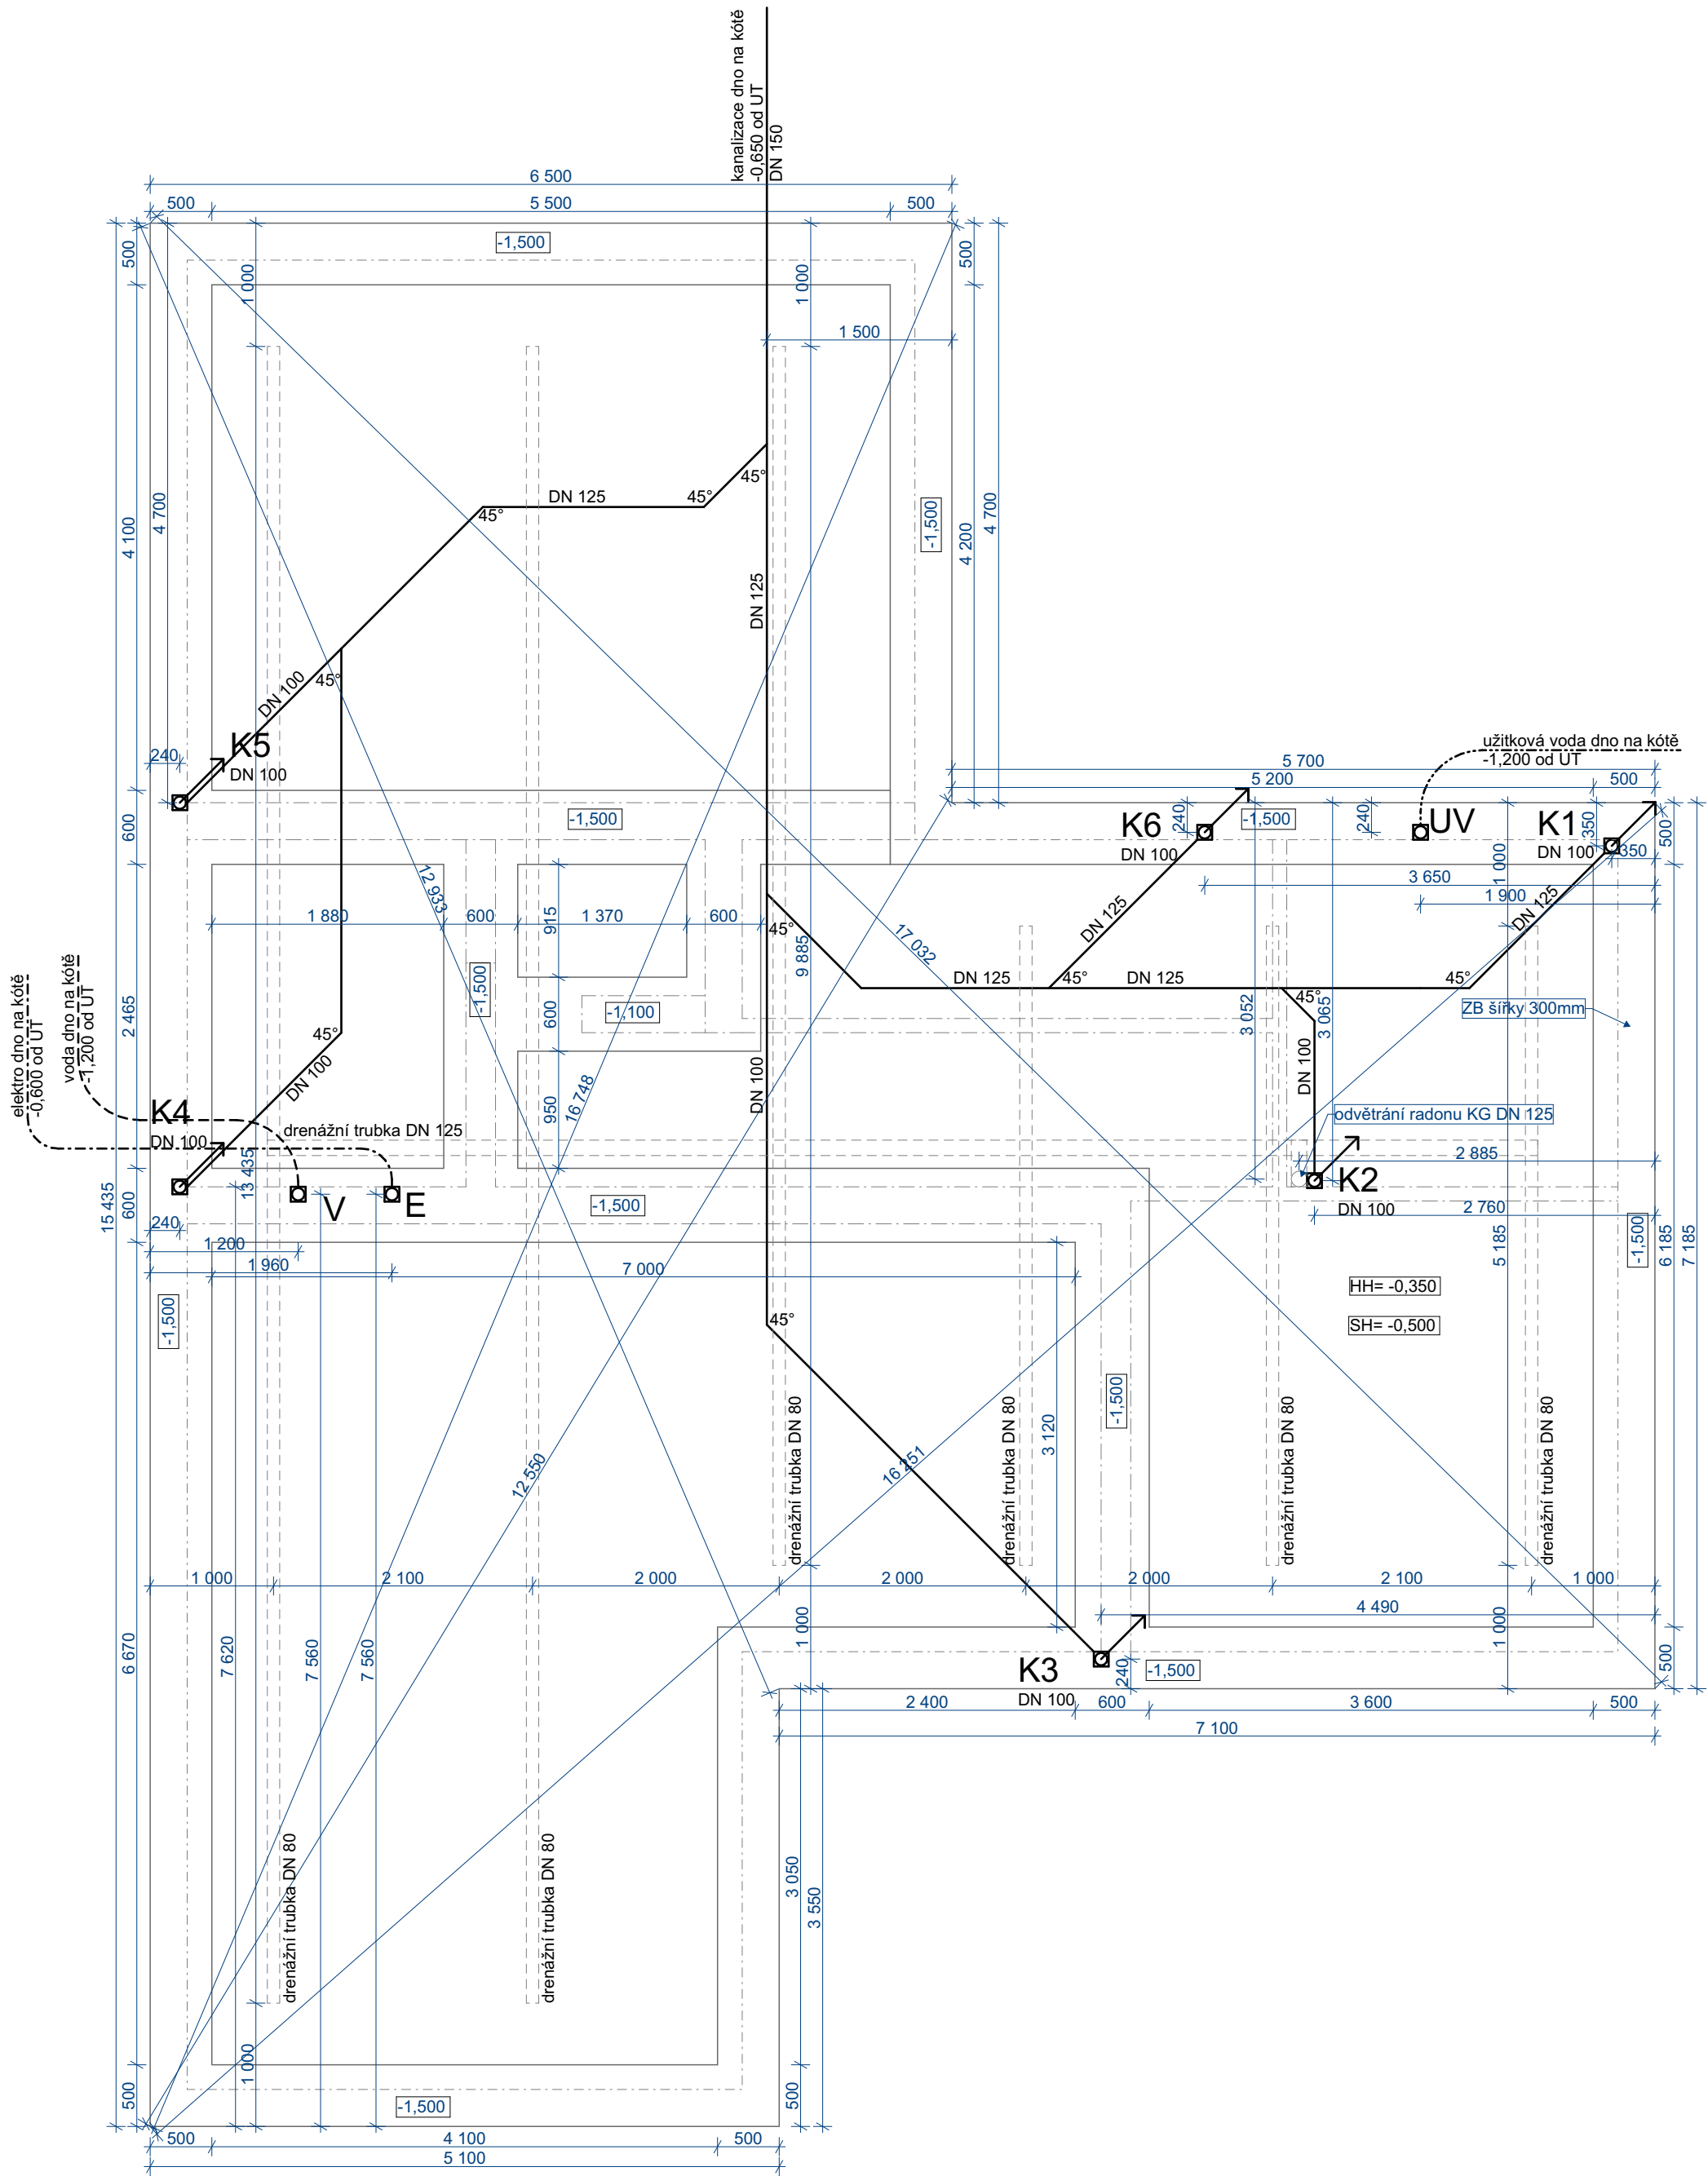 kanalizace dno na kótě
-0,650 od UT
DN 150
6 500
500
5 500
500
-1,500
500
1 000
1 000
500
1 500
4 700
4 100
DN 125
45°
45°
45°
-1,500
4 200
4 700
DN 125
DN 100
45°
K5
DN 100
240
užitková voda dno na kótě
-1,200 od UT
5 700
5 200
500
600
-1,500
240
-1,500
240
K6
DN 100
UV
K1
DN 100
350
500
350
1 000
3 650
1 900
12 933
1 880
600
915
1 370
600
45°
9 885
17 032
DN 125
DN 125
elektro dno na kótě
-0,600 od UT
voda dno na kótě
-1,200 od UT
2 465
-1,500
600
-1,100
DN 125
45°
DN 125
45°
45°
3 052
3 065
ZB šířky 300mm
45°
DN 100
16 748
950
DN 100
DN 100
K4
DN 100
drenážní trubka DN 125
odvětrání radonu KG DN 125
2 885
K2
DN 100
2 760
15 435
600
13 435
V
E
-1,500
240
1 200
1 960
7 000
-1,500
5 185
-1,500
6 185
7 185
HH= -0,350
SH= -0,500
45°
-1,500
3 120
drenážní trubka DN 80
drenážní trubka DN 80
drenážní trubka DN 80
drenážní trubka DN 80
16 251
12 550
1 000
2 100
2 000
2 000
2 000
2 100
1 000
4 490
6 670
7 620
7 560
7 560
1 000
1 000
500
K3
DN 100
240
-1,500
2 400
600
3 600
500
7 100
drenážní trubka DN 80
drenážní trubka DN 80
3 050
3 550
1 000
500
-1,500
500
500
4 100
500
5 100